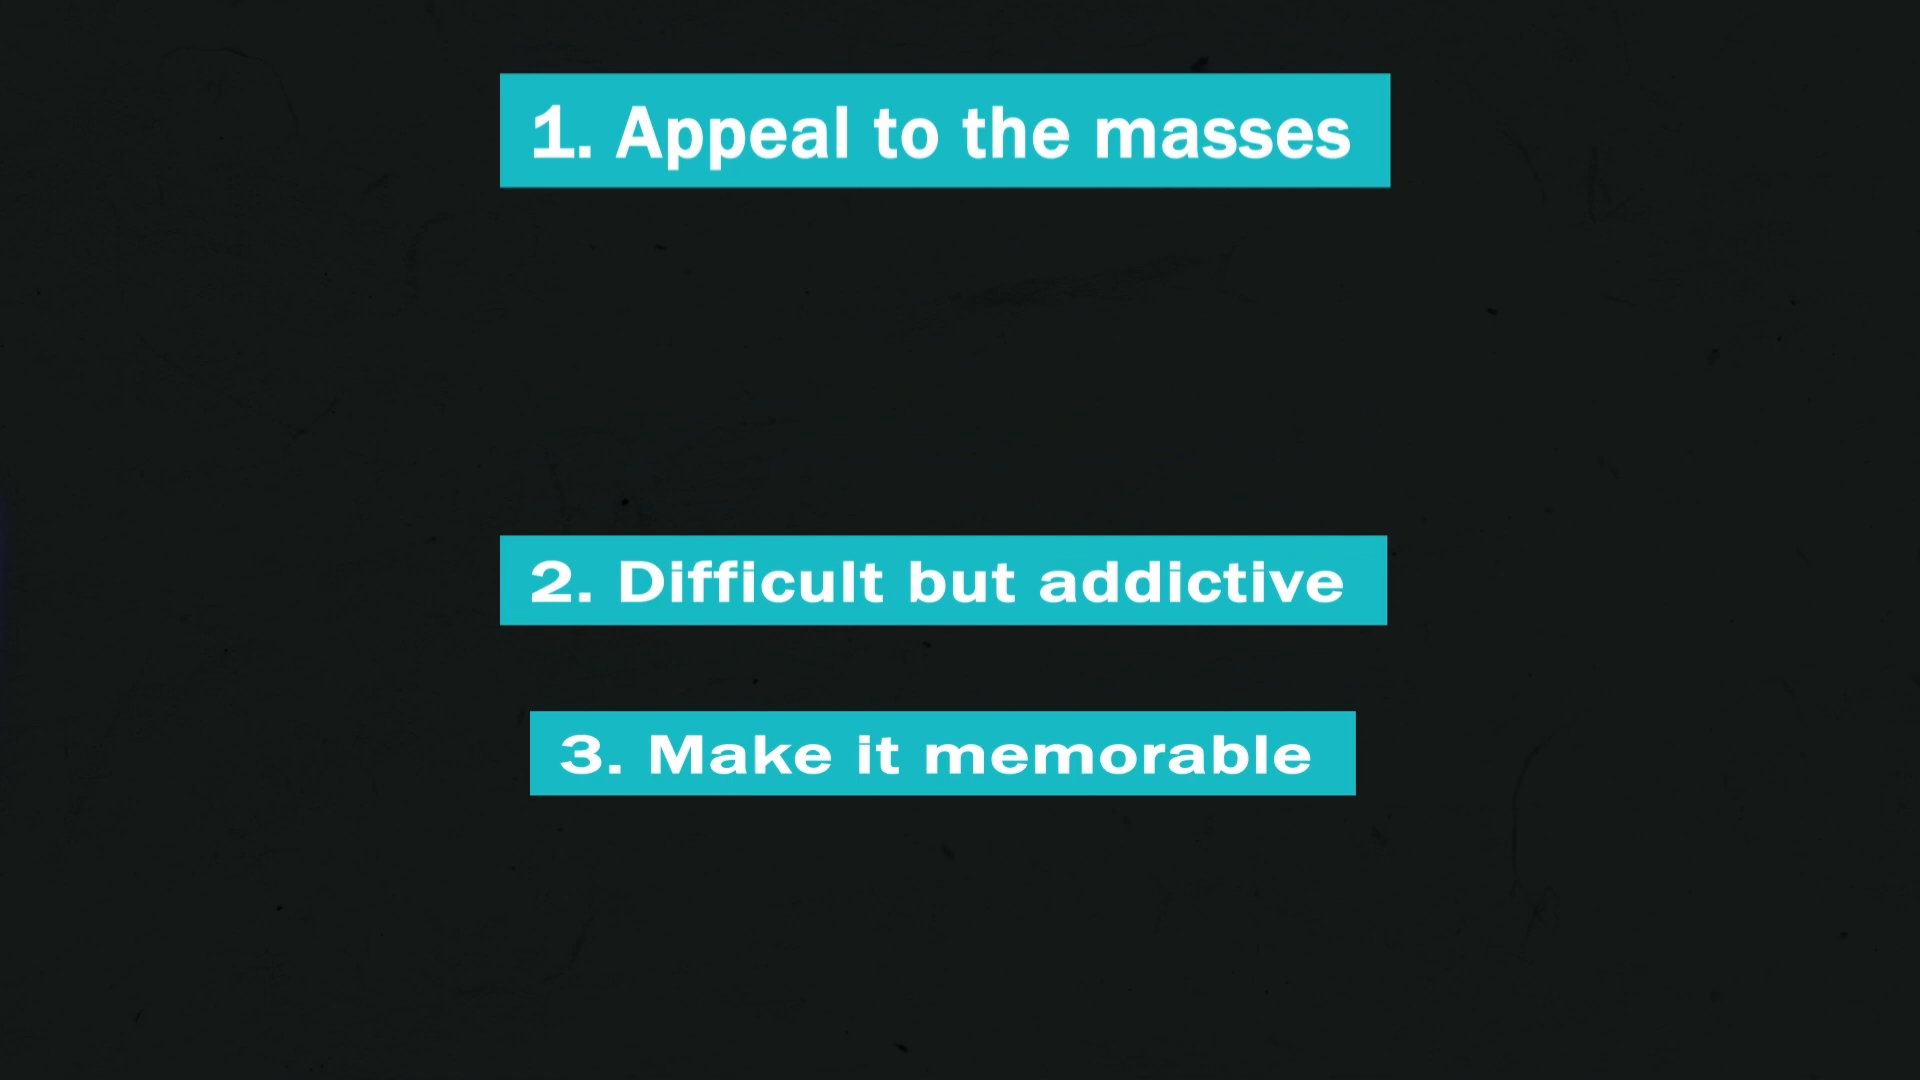 1. Appeal to the masses
2. Difficult but addictive
3. Make it memorable